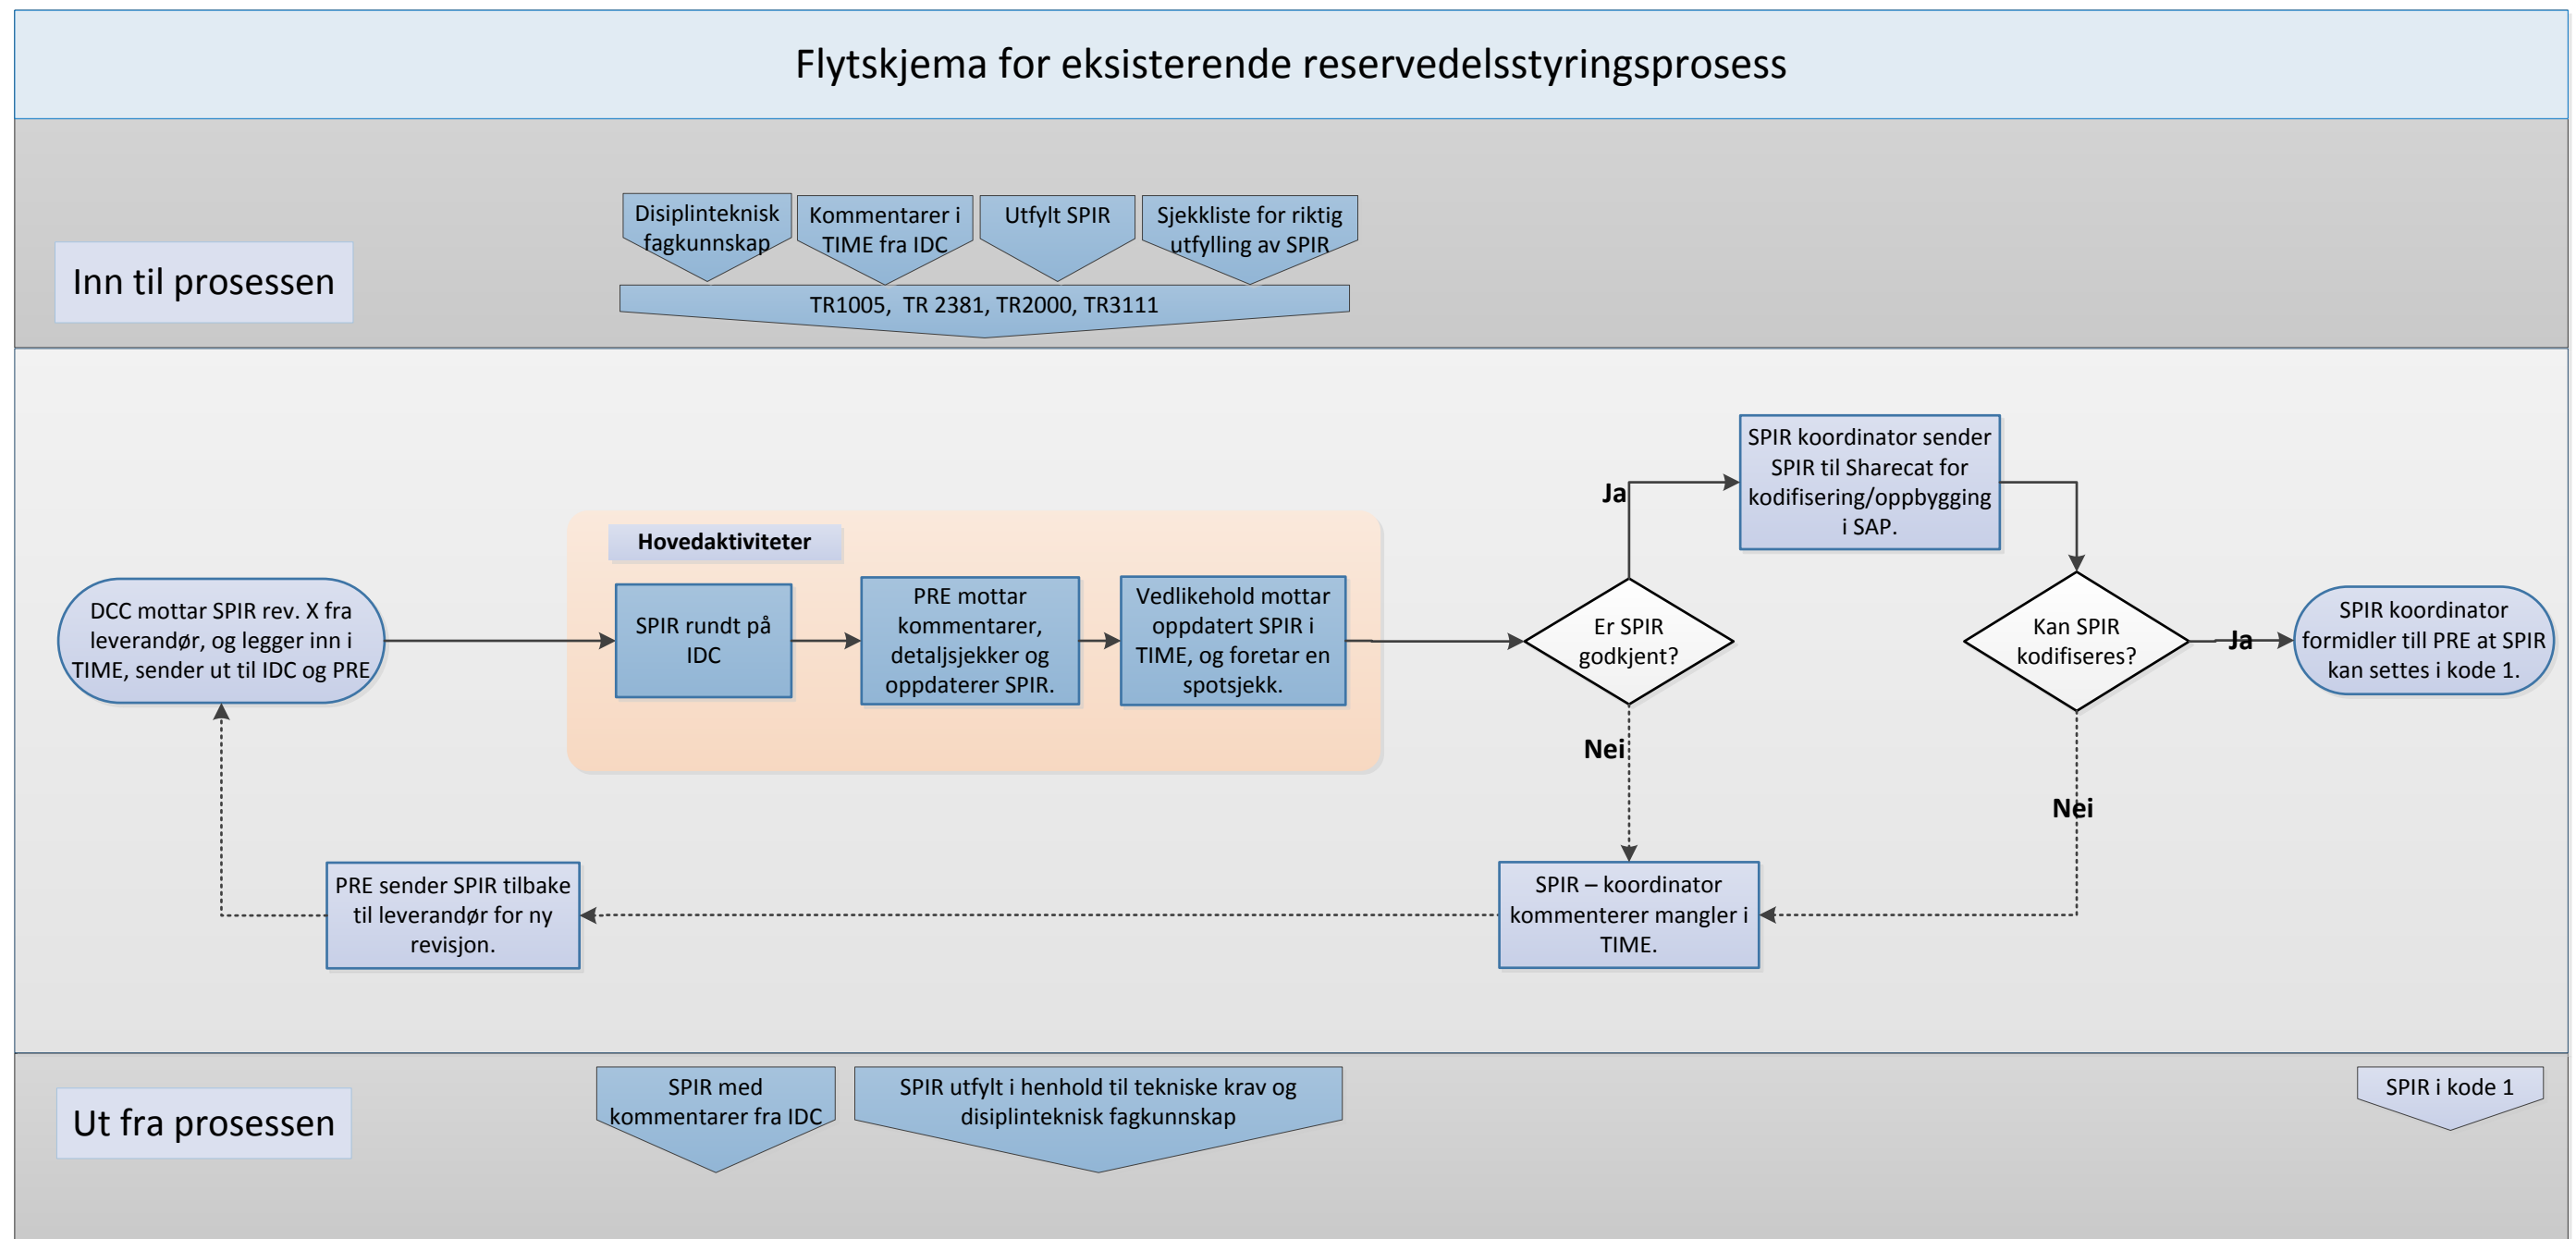 Flytskjema for eksisterende reservedelsstyringsprosess
Disiplinteknisk
fagkunnskap
Kommentarer i
TIME fra IDC
Utfylt SPIR
Sjekkliste for riktig
utfylling av SPIR
Inn til prosessen
TR1005,  TR 2381, TR2000, TR3111
Hovedaktiviteter
DCC mottar SPIR rev. X fra
leverandør, og legger inn i
TIME, sender ut til IDC og PRE
SPIR rundt på
IDC
PRE mottar
kommentarer,
detaljsjekker og
oppdaterer SPIR.
Vedlikehold mottar
oppdatert SPIR i
TIME, og foretar en
spotsjekk.
Er SPIR
godkjent?
Ja
SPIR koordinator sender
SPIR til Sharecat for
kodifisering/oppbygging
i SAP.
Kan SPIR
kodifiseres?
Ja
SPIR koordinator
formidler till PRE at SPIR
kan settes i kode 1.
Nei
Nei
SPIR – koordinator
kommenterer mangler i
TIME.
PRE sender SPIR tilbake
til leverandør for ny
revisjon.
Ut fra prosessen
SPIR med
kommentarer fra IDC
SPIR utfylt i henhold til tekniske krav og
disiplinteknisk fagkunnskap
SPIR i kode 1